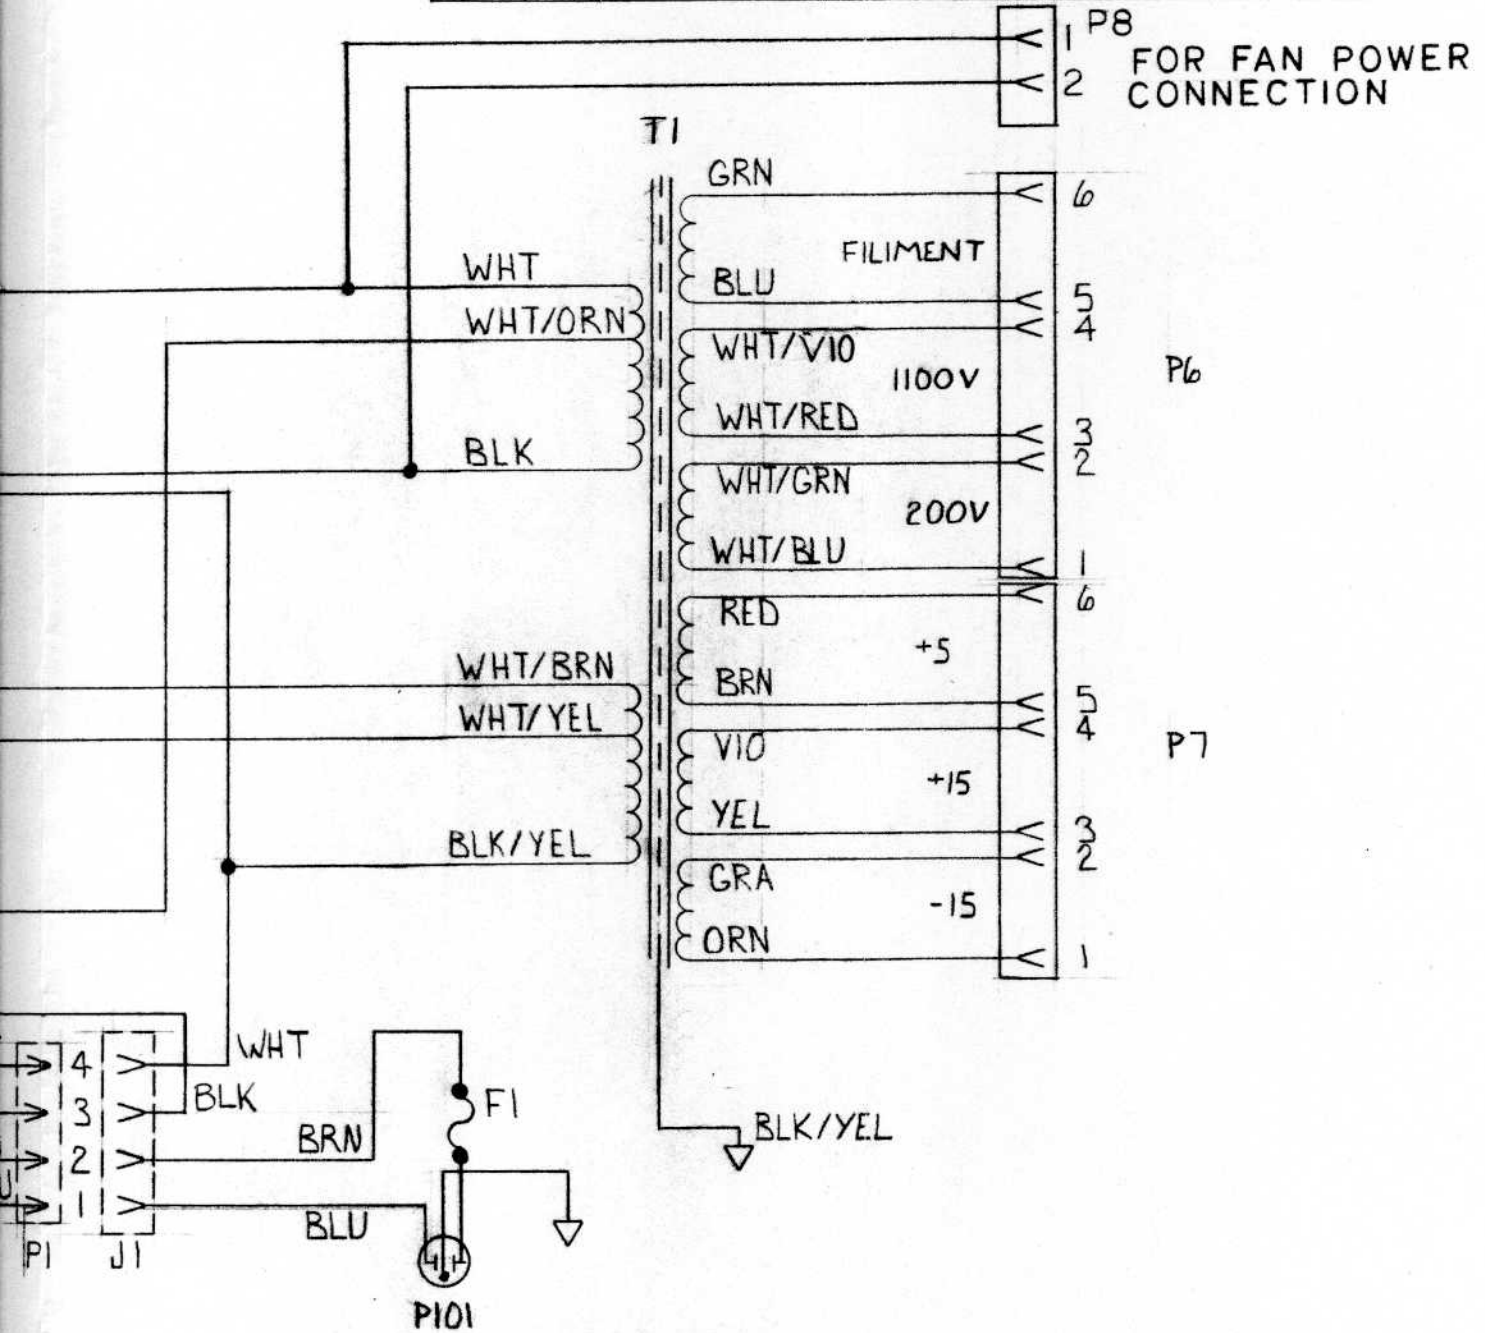 P8
1
FOR FAN POWER
2
CONNECTION
T1
GRN
6
FILIMENT
BLU
5
WHT
WHT/ORN
4
WHT/VIO
1100V
P6
WHT/RED
3
BLK
2
WHT/GRN
200V
WHT/BLU
1
RED
6
+5
WHT/BRN
BRN
5
WHT/YEL
4
VIO
P7
+15
YEL
3
BLK/YEL
2
GRA
-15
ORN
1
WHT
4
BLK
3
F1
BRN
2
BLK/YEL
U
1
BLU
P1
J1
P101